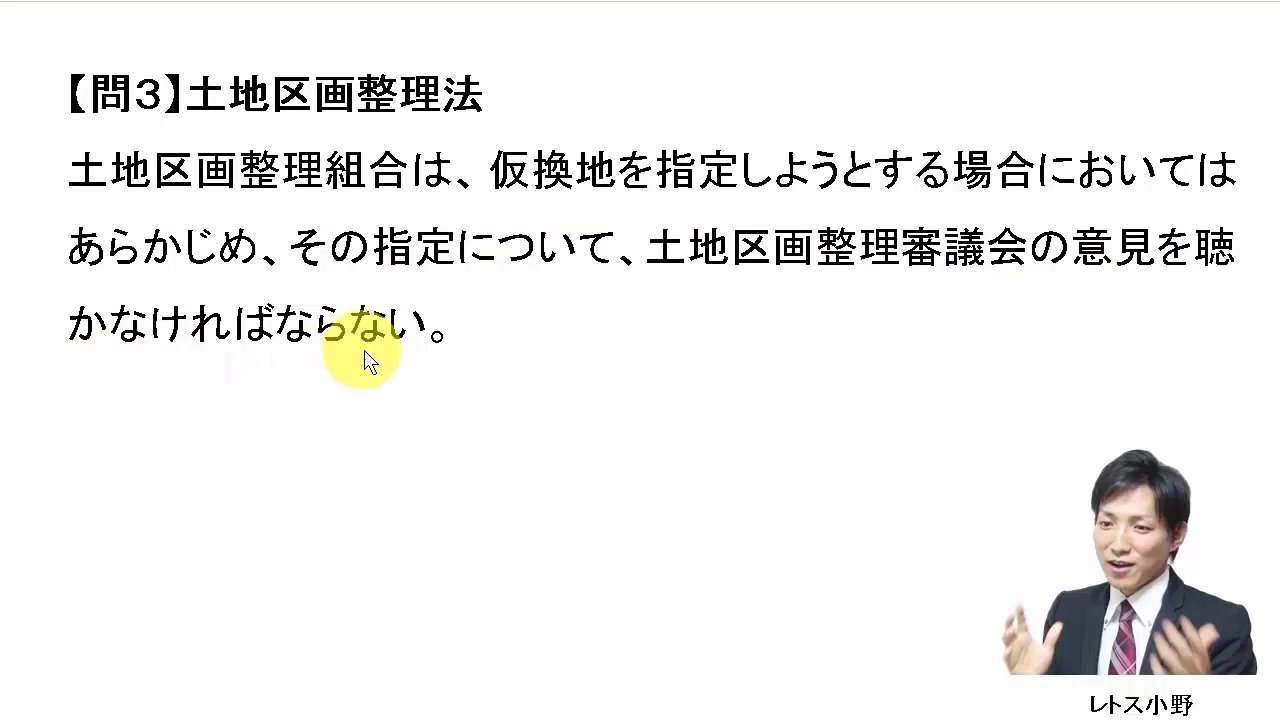 【問３】土地区画整理法
土地区画整理組合は、仮換地を指定しようとする場合においては
あらかじめ、その指定について、土地区画整理審議会の意見を聴
かなければならない。
レトス小野